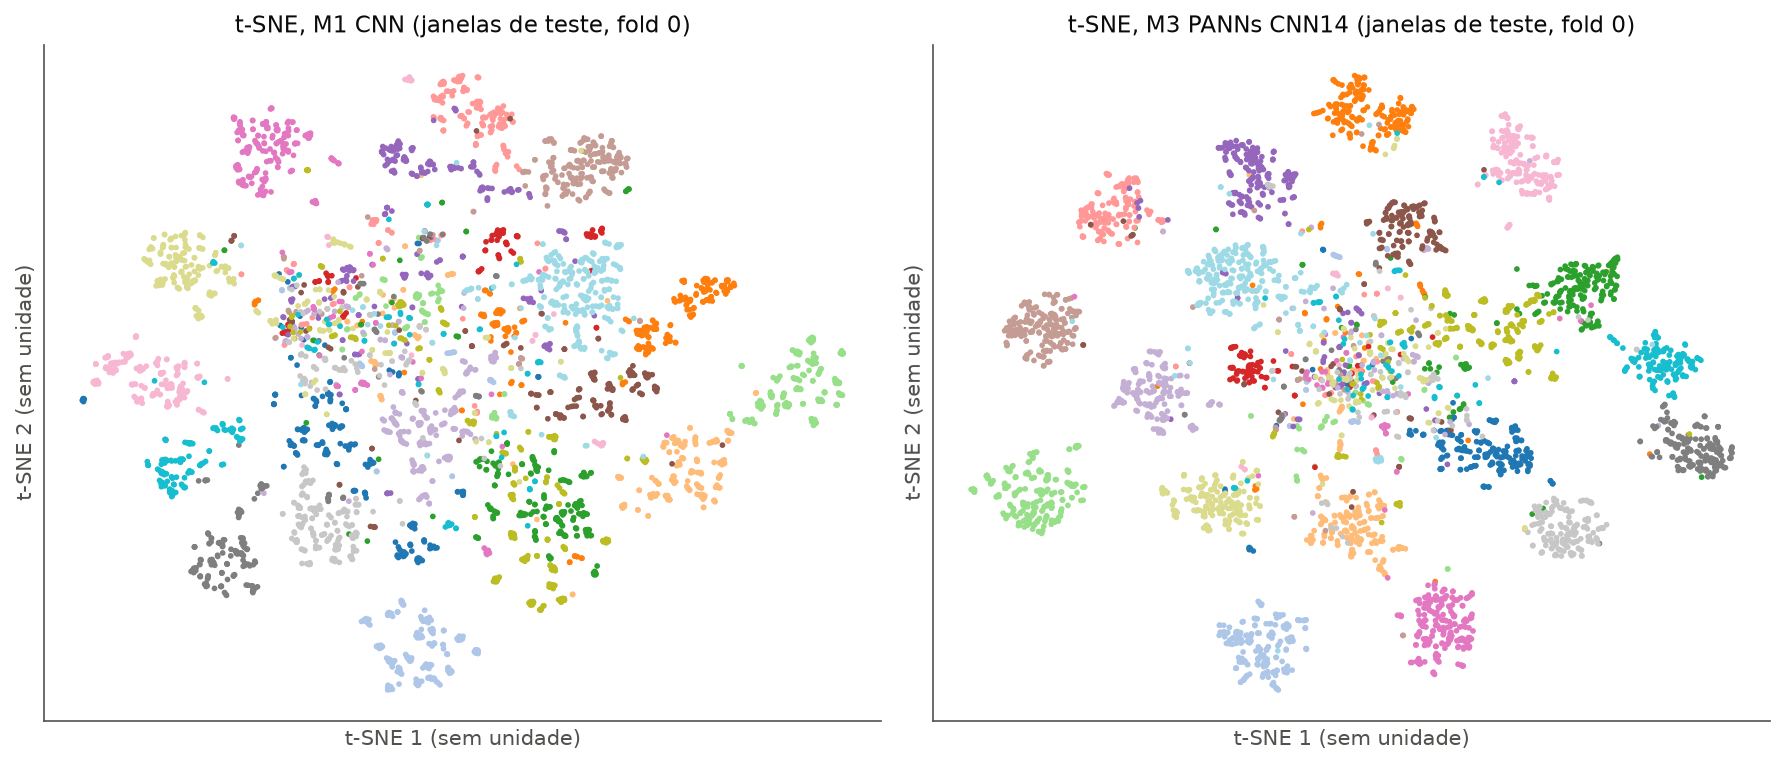 t-SNE, M1 CNN (janelas de teste, fold 0)
t-SNE 2 (sem unidade)
t-SNE 1 (sem unidade)
t-SNE, M3 PANNs CNN14 (janelas de teste, fold 0)
t-SNE 2 (sem unidade)
t-SNE 1 (sem unidade)